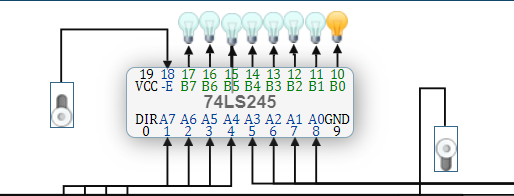 19 18 17 16 15 14 13 12 11 10
VCC -E B7 B6 B5 B4 B3 B2 B1 B0
74LS245
DIR A7 A6 A5 A4 A3 A2 A1 A0 GND
0 1 2 3 4 5 6 7 8 9